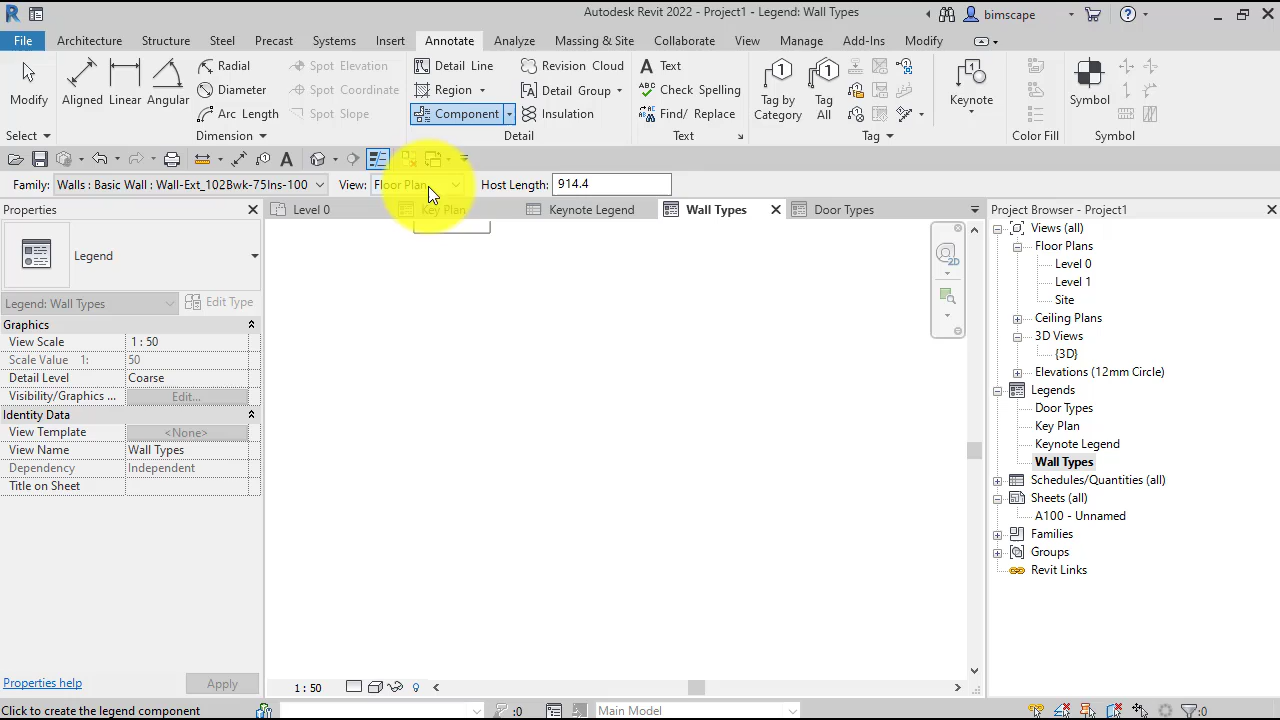 Autodesk Revit 2022 - Project1 - Legend: Wall Types
bimscape
File Architecture Structure Steel Precast Systems Insert Annotate Analyze Massing & Site Collaborate View Manage Add-Ins Modify
Modify
Aligned Linear Angular
Radial
Diameter
Arc Length
Spot Elevation
Spot Coordinate
Spot Slope
Detail Line
Region
Component
Revision Cloud
Detail Group
Insulation
Text
Check Spelling
Find/ Replace
Tag by
Category
Tag
All
Keynote
Symbol
Select Dimension Detail Text Tag Color Fill Symbol
Family: Walls : Basic Wall : Wall-Ext_102Bwk-75Ins-100 View: Floor Plan Host Length: 914.4
Properties
Level 0 Key Plan Keynote Legend Wall Types Door Types
Project Browser - Project1
Legend
Legend: Wall Types Edit Type
Graphics
View Scale 1 : 50
Scale Value 1: 50
Detail Level Coarse
Visibility/Graphics ... Edit...
Identity Data
View Template <None>
View Name Wall Types
Dependency Independent
Title on Sheet
2D
Views (all)
Floor Plans
Level 0
Level 1
Site
Ceiling Plans
3D Views
{3D}
Elevations (12mm Circle)
Legends
Door Types
Key Plan
Keynote Legend
Wall Types
Schedules/Quantities (all)
Sheets (all)
A100 - Unnamed
Families
Groups
Revit Links
Properties help Apply
1 : 50
Click to create the legend component :0 Main Model :0